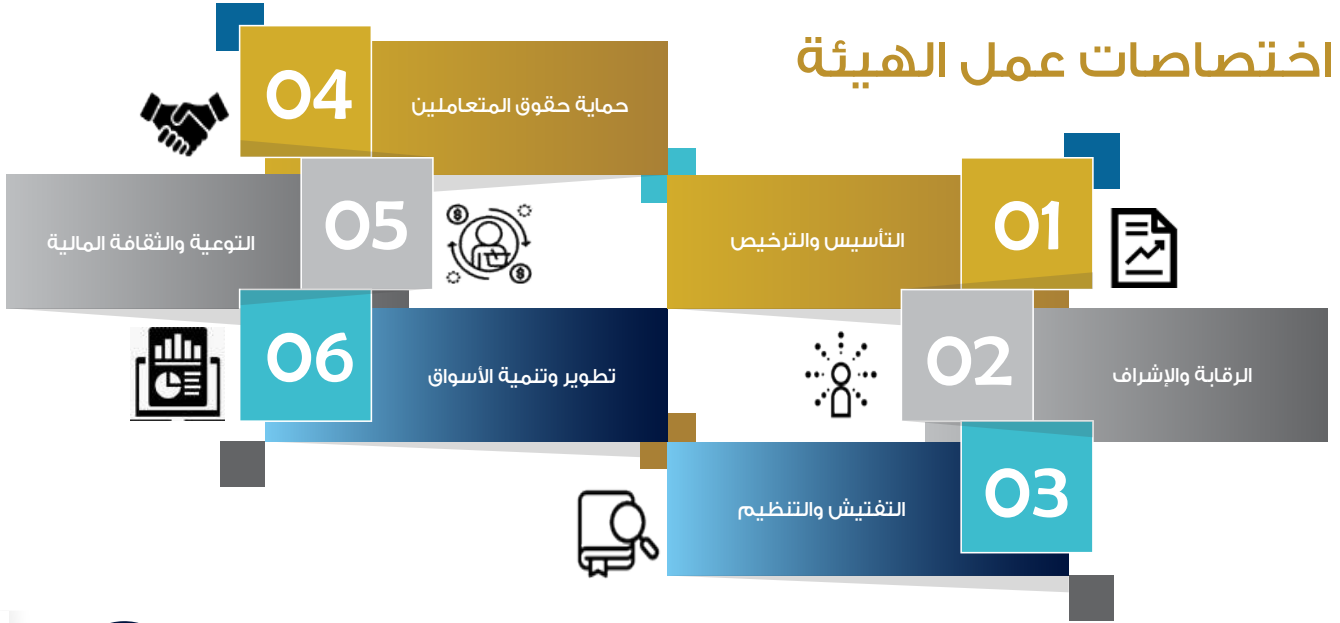 اختصاصات عمل الهيئة
01
التأسيس والترخيص
02
الرقابة والإشراف
03
التفتيش والتنظيم
04
حماية حقوق المتعاملين
05
التوعية والثقافة المالية
06
تطوير وتنمية الأسواق